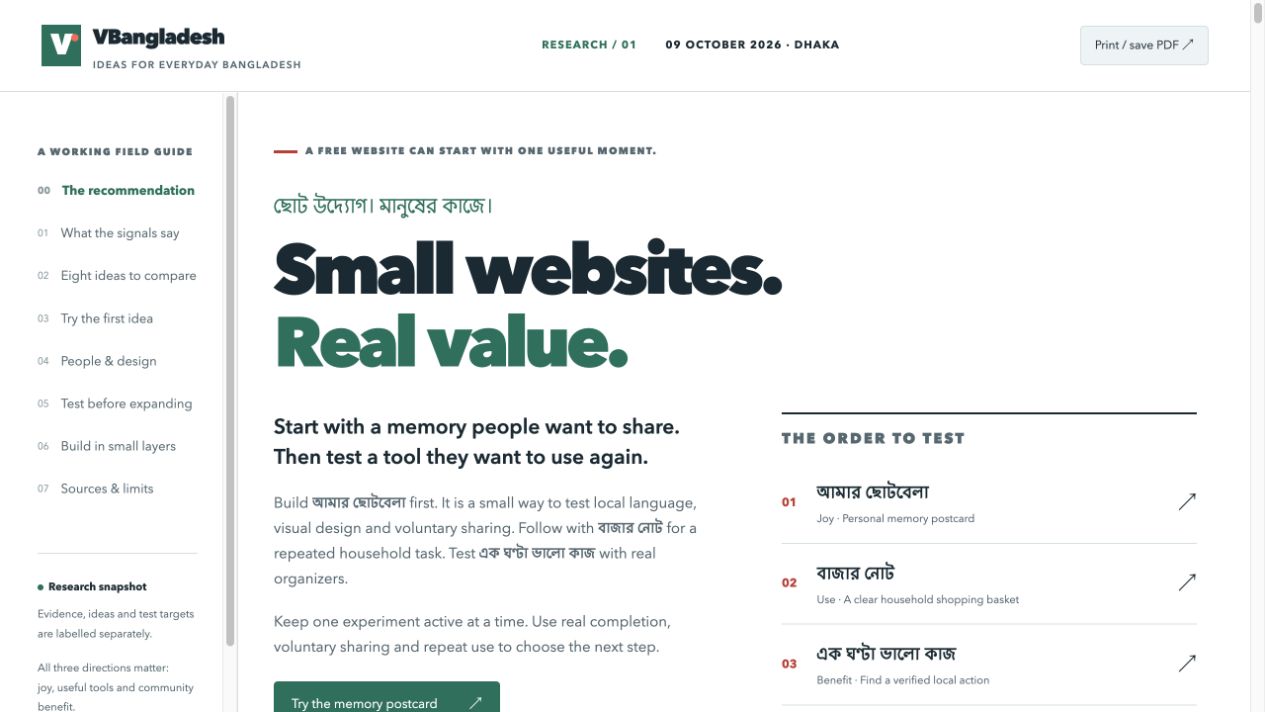 V
VBangladesh
IDEAS FOR EVERYDAY BANGLADESH
RESEARCH / 01
09 OCTOBER 2026 · DHAKA
Print / save PDF ↗
A WORKING FIELD GUIDE
00 The recommendation
01 What the signals say
02 Eight ideas to compare
03 Try the first idea
04 People & design
05 Test before expanding
06 Build in small layers
07 Sources & limits
Research snapshot
Evidence, ideas and test targets
are labelled separately.
All three directions matter:
joy, useful tools and community
benefit.
A FREE WEBSITE CAN START WITH ONE USEFUL MOMENT.
ছোট উদ্যোগ। মানুষের কাজে।
Small websites.
Real value.
Start with a memory people want to share.
Then test a tool they want to use again.
Build আমার ছোটবেলা first. It is a small way to test local language,
visual design and voluntary sharing. Follow with বাজার নোট for a
repeated household task. Test এক ঘণ্টা ভালো কাজ with real
organizers.
Keep one experiment active at a time. Use real completion,
voluntary sharing and repeat use to choose the next step.
Try the memory postcard ↗
THE ORDER TO TEST
01 আমার ছোটবেলা ↗
Joy · Personal memory postcard
02 বাজার নোট ↗
Use · A clear household shopping basket
03 এক ঘণ্টা ভালো কাজ ↗
Benefit · Find a verified local action